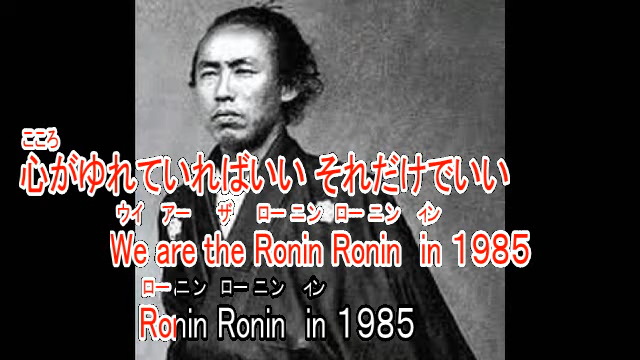 こころ
心がゆれていればいい それだけでいい
ウイ アー ザ ローニン ローニン イン
We are the Ronin Ronin in 1985
ローニン ローニン イン
Ronin Ronin in 1985